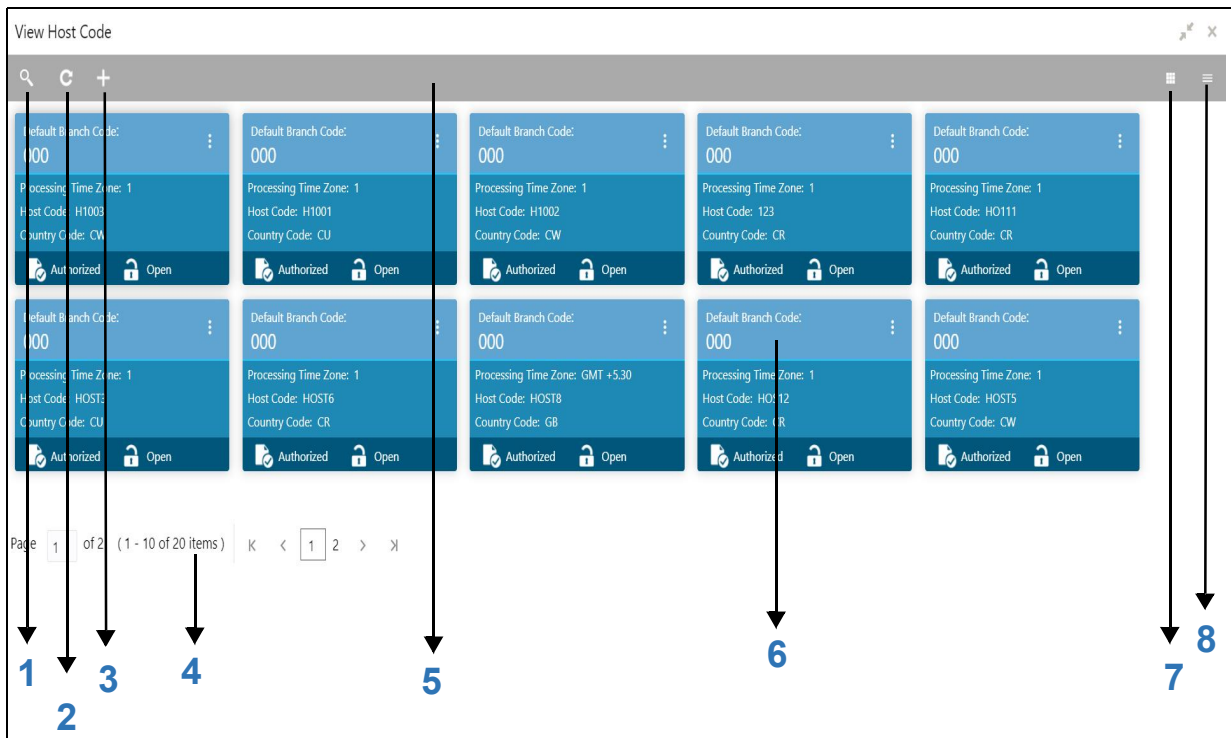 View Host Code
Default Branch Code: Default Branch Code: Default Branch Code: Default Branch Code: Default Branch Code:
000 000 000 000 000
Processing Time Zone: 1 Processing Time Zone: 1 Processing Time Zone: 1 Processing Time Zone: 1 Processing Time Zone: 1
Host Code: H1003 Host Code: H1001 Host Code: H1002 Host Code: 123 Host Code: HO111
Country Code: CW Country Code: CU Country Code: CW Country Code: CR Country Code: CR
Authorized Open Authorized Open Authorized Open Authorized Open Authorized Open
Default Branch Code: Default Branch Code: Default Branch Code: Default Branch Code: Default Branch Code:
000 000 000 000 000
Processing Time Zone: 1 Processing Time Zone: 1 Processing Time Zone: GMT +5.30 Processing Time Zone: 1 Processing Time Zone: 1
Host Code: HOST3 Host Code: HOST6 Host Code: HOST8 Host Code: HOS12 Host Code: HOST5
Country Code: CU Country Code: CR Country Code: GB Country Code: CR Country Code: CW
Authorized Open Authorized Open Authorized Open Authorized Open Authorized Open
Page 1 of 2 ( 1 - 10 of 20 items ) 1 2
1 2 3 4 5 6 7 8